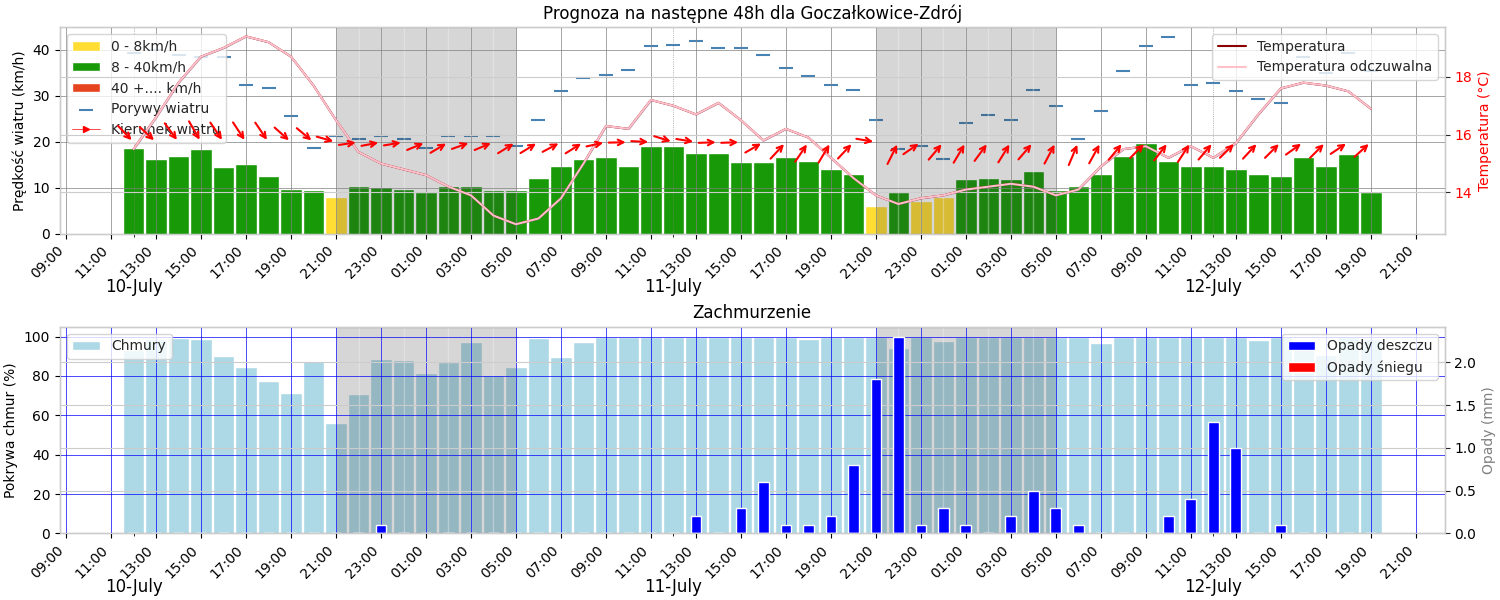 Prognoza na następne 48h dla Goczałkowice-Zdrój
Prędkość wiatru (km/h)
40
30
20
10
0
0 - 8km/h
8 - 40km/h
40 +.... km/h
Porywy wiatru
Kierunek wiatru
Temperatura
Temperatura odczuwalna
18
16
14
Temperatura (°C)
09:00 11:00 13:00 15:00 17:00 19:00 21:00 23:00 01:00 03:00 05:00 07:00 09:00 11:00 13:00 15:00 17:00 19:00 21:00 23:00 01:00 03:00 05:00 07:00 09:00 11:00 13:00 15:00 17:00 19:00 21:00
10-July 11-July 12-July
Zachmurzenie
Pokrywa chmur (%)
100
80
60
40
20
0
Chmury
Opady deszczu
Opady śniegu
2.0
1.5
1.0
0.5
0.0
Opady (mm)
09:00 11:00 13:00 15:00 17:00 19:00 21:00 23:00 01:00 03:00 05:00 07:00 09:00 11:00 13:00 15:00 17:00 19:00 21:00 23:00 01:00 03:00 05:00 07:00 09:00 11:00 13:00 15:00 17:00 19:00 21:00
10-July 11-July 12-July